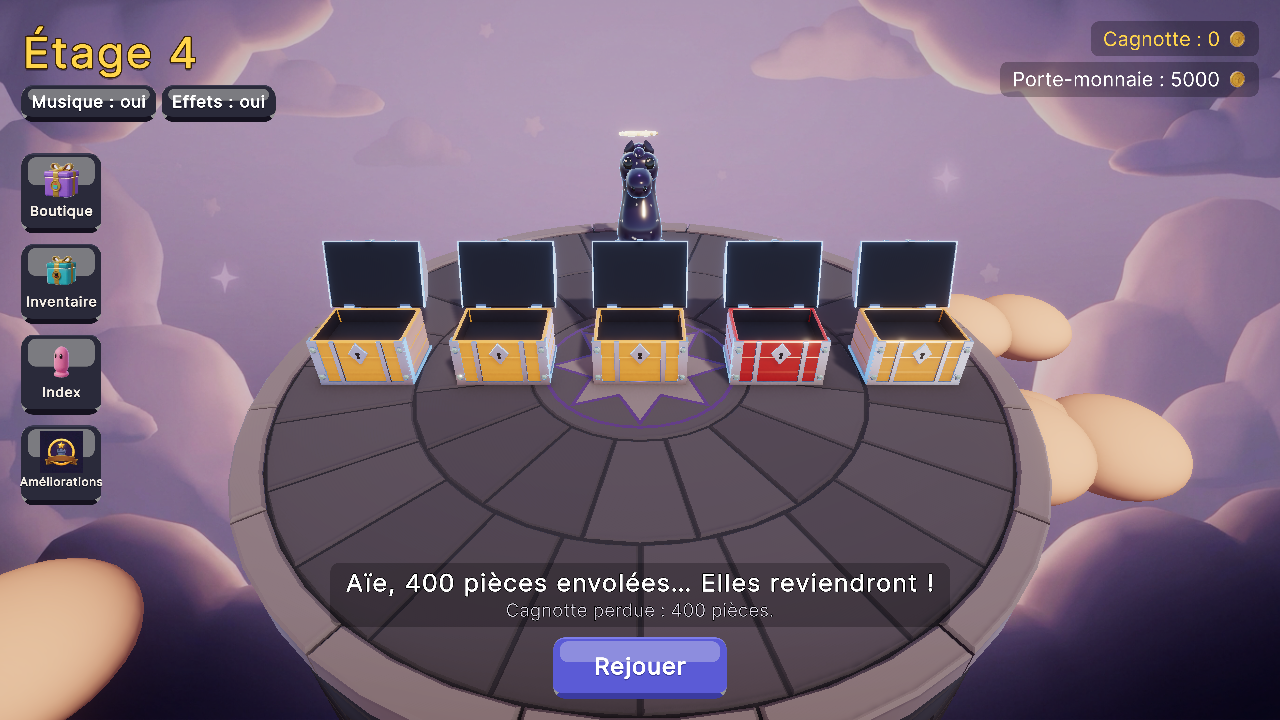 Étage 4
Cagnotte : 0
Porte-monnaie : 5000
Musique : oui
Effets : oui
Boutique
Inventaire
Index
Améliorations
Aïe, 400 pièces envolées... Elles reviendront !
Cagnotte perdue : 400 pièces.
Rejouer